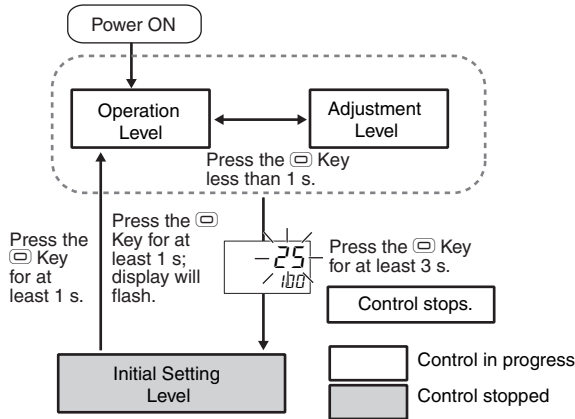 Power ON
Operation
Level
Adjustment
Level
Press the Key
less than 1 s.
Press the
Key
for at
least 1 s.
Press the
Key for at
least 1 s;
display will
flash.
25
100
Press the Key
for at least 3 s.
Control stops.
Initial Setting
Level
Control in progress
Control stopped